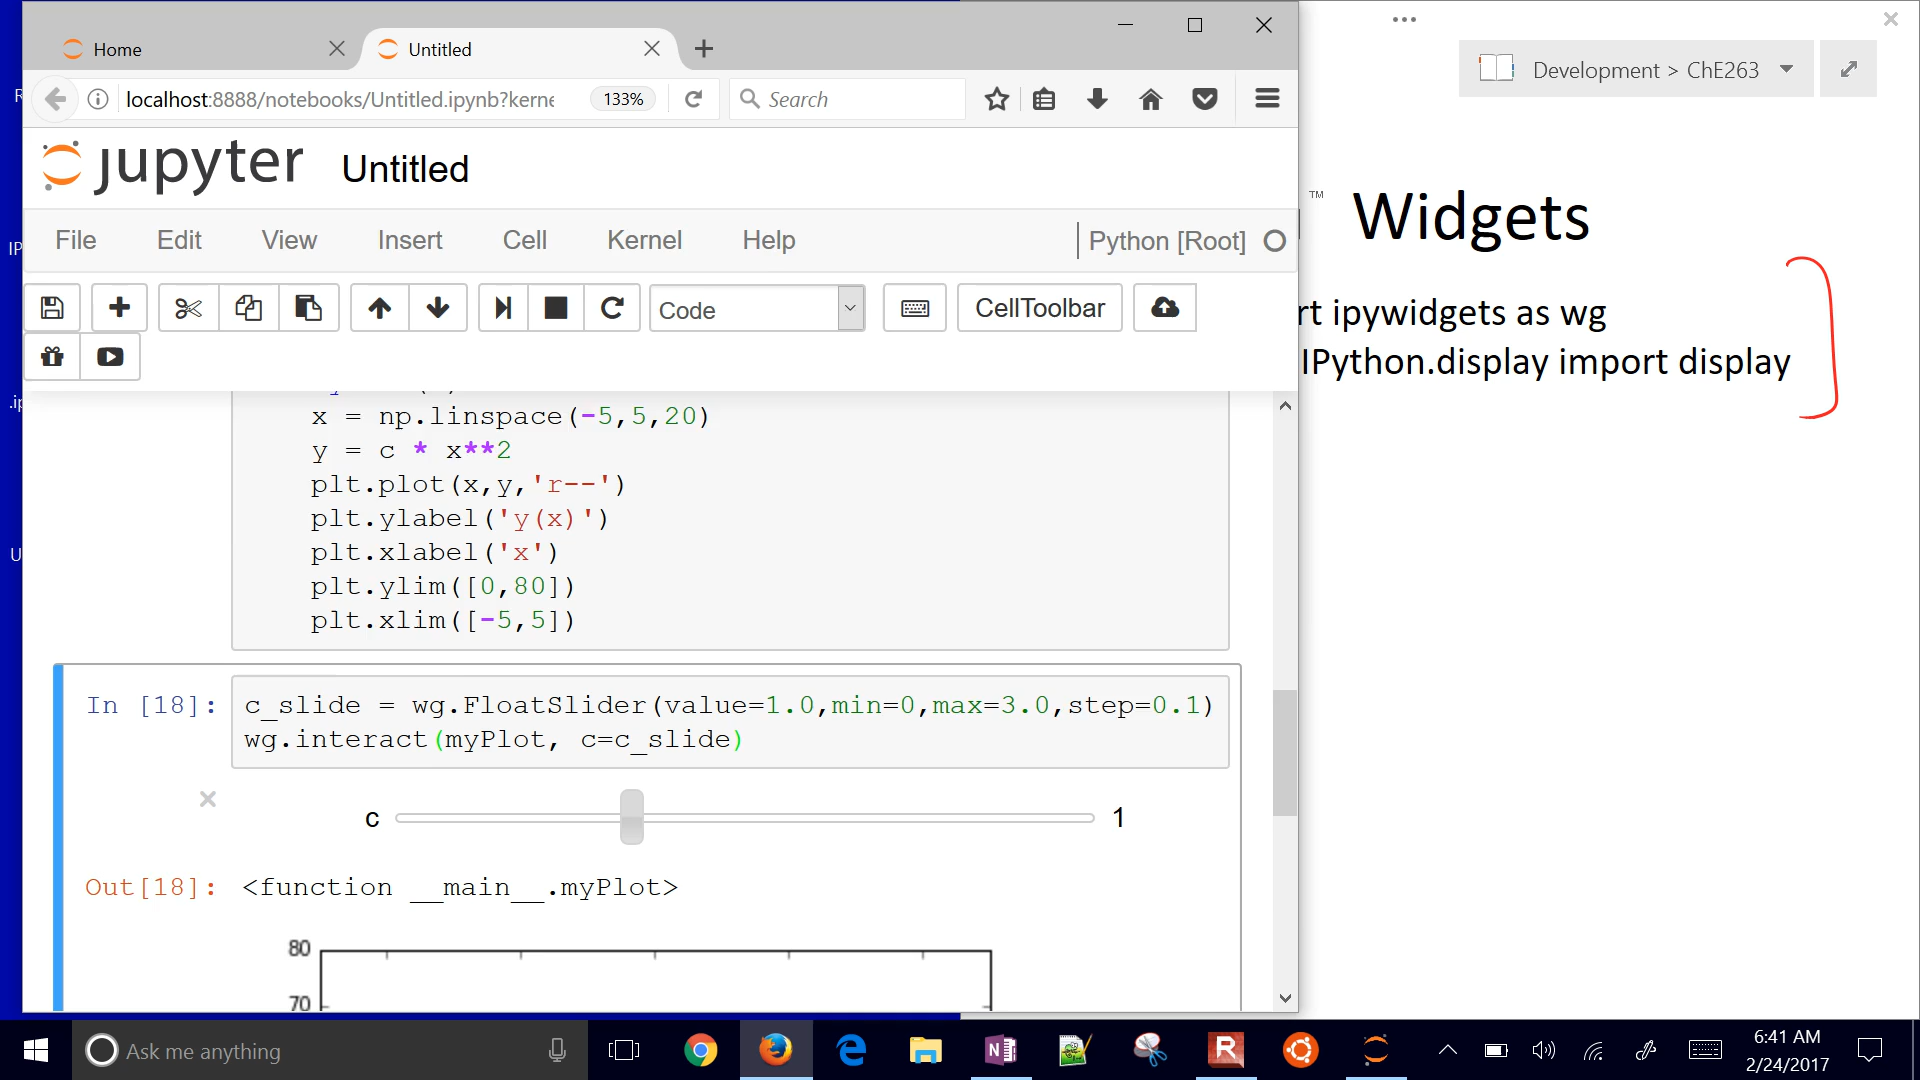 Home
Untitled
localhost:8888/notebooks/Untitled.ipynb?kerne
133%
Search
Development > ChE263
jupyter Untitled
TM Widgets
File Edit View Insert Cell Kernel Help Python [Root]
Code
CellToolbar
rt ipywidgets as wg
IPython.display import display
x = np.linspace(-5,5,20)
y = c * x**2
plt.plot(x,y,'r--')
plt.ylabel('y(x)')
plt.xlabel('x')
plt.ylim([0,80])
plt.xlim([-5,5])
In [18]: c_slide = wg.FloatSlider(value=1.0,min=0,max=3.0,step=0.1)
wg.interact(myPlot, c=c_slide)
c 1
Out[18]: <function __main__.myPlot>
80
70
R
IP
.ip
U
Ask me anything
6:41 AM
2/24/2017